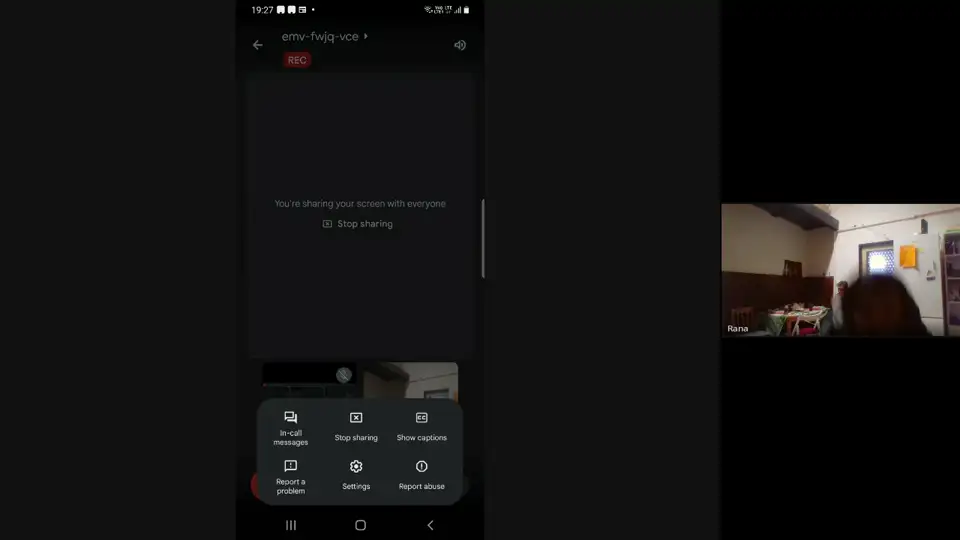 19:27
emv-fwjq-vce
REC
You're sharing your screen with everyone
Stop sharing
In-call
messages
Stop sharing
Show captions
Report a
problem
Settings
Report abuse
Rana